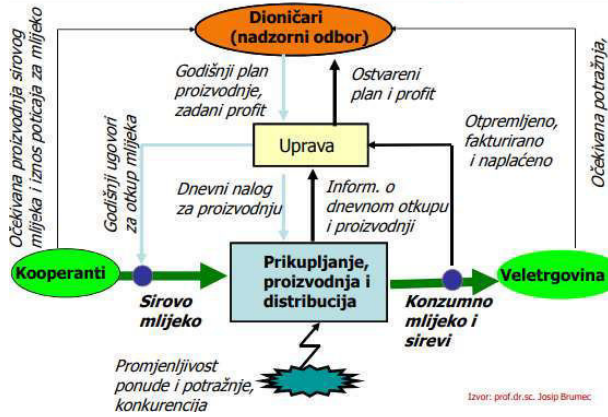 Dioničari
(nadzorni odbor)
Očekivana proizvodnja sirovog
mlijeka i iznos poticaja za mlijeko
Godišnji ugovori
za otkup mlijeka
Godišnji plan
proizvodnje,
zadani profit
Ostvareni
plan i profit
Otpremljeno,
fakturirano
i naplaćeno
Očekivana potražnja,
Uprava
Dnevni nalog
za proizvodnju
Inform. o
dnevnom otkupu
i proizvodnji
Kooperanti
Sirovo
mlijeko
Prikupljanje,
proizvodnja i
distribucija
Konzumno
mlijeko i
sirevi
Veletrgovina
Promjenljivost
ponude i potražnje,
konkurencija
Izvor: prof.dr.sc. Josip Brumec